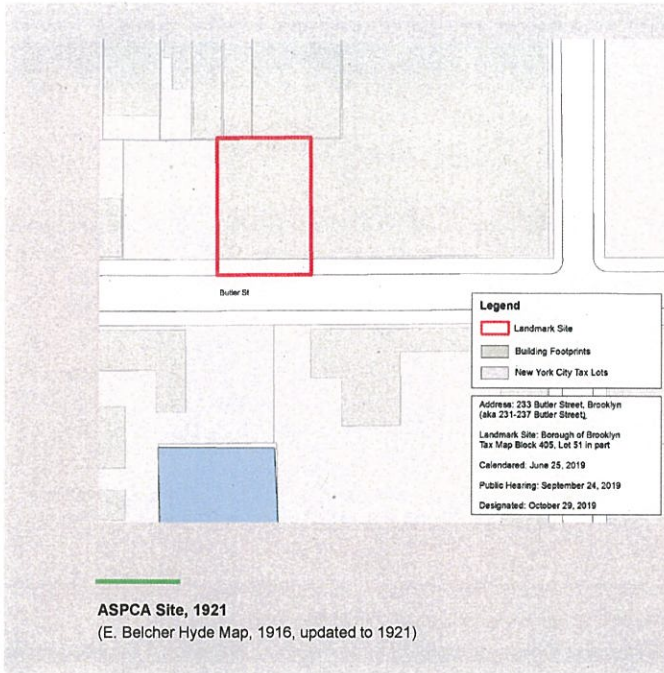 Butler St
Legend
Landmark Site
Building Footprints
New York City Tax Lots
Address: 233 Butler Street, Brooklyn
(aka 231-237 Butler Street),
Landmark Site: Borough of Brooklyn
Tax Map Block 405, Lot 51 in part
Calendared: June 25, 2019
Public Hearing: September 24, 2019
Designated: October 29, 2019
ASPCA Site, 1921
(E. Belcher Hyde Map, 1916, updated to 1921)